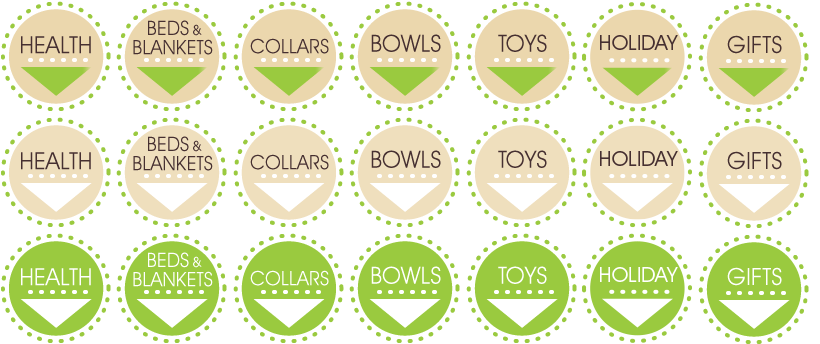 HEALTH
BEDS &
BLANKETS
COLLARS
BOWLS
TOYS
HOLIDAY
GIFTS
HEALTH
BEDS &
BLANKETS
COLLARS
BOWLS
TOYS
HOLIDAY
GIFTS
HEALTH
BEDS &
BLANKETS
COLLARS
BOWLS
TOYS
HOLIDAY
GIFTS